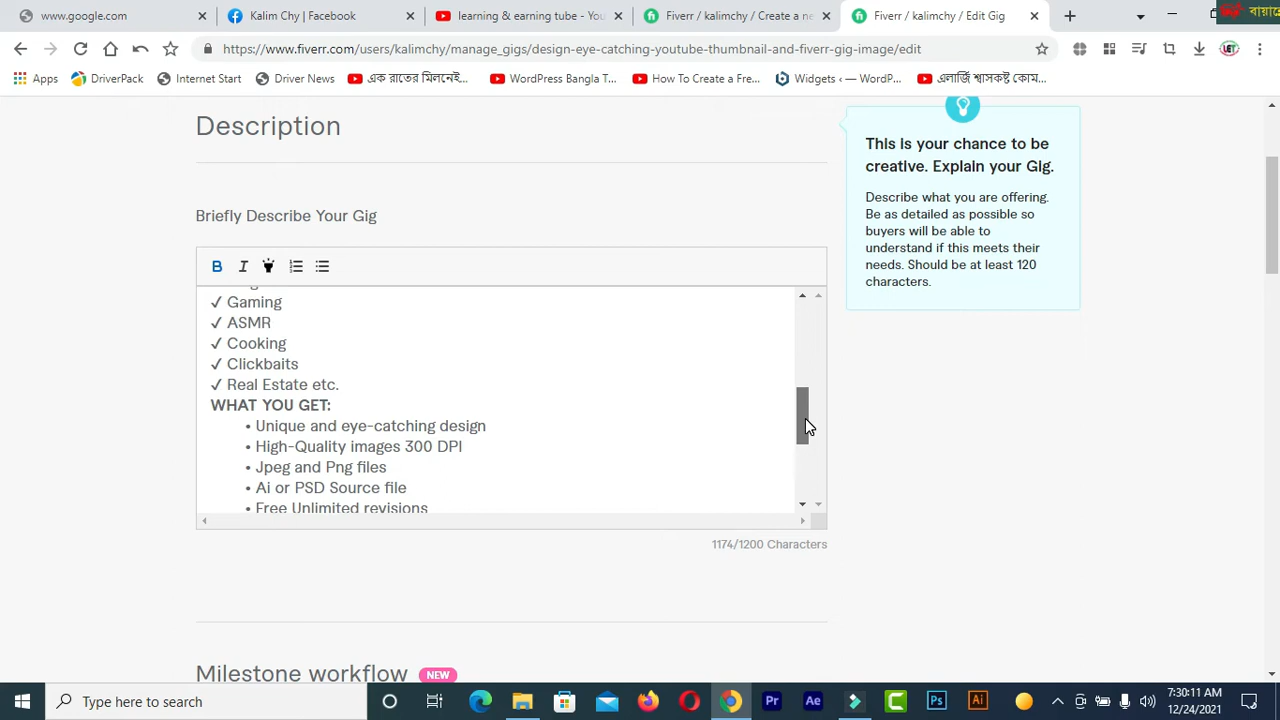 www.google.com
Kalim Chy | Facebook
learning & earning tips - You
Fiverr / kalimchy / Create a
Fiverr / kalimchy / Edit Gig
https://www.fiverr.com/users/kalimchy/manage_gigs/design-eye-catching-youtube-thumbnail-and-fiverr-gig-image/edit
Apps
DriverPack
Internet Start
Driver News
এক রাতের মিলনেই...
WordPress Bangla T...
How To Create a Fre...
Widgets ‹ — WordP...
এলার্জি শ্বাসকষ্ট কোম...
Description
This is your chance to be
creative. Explain your Gig.
Describe what you are offering.
Be as detailed as possible so
buyers will be able to
understand if this meets their
needs. Should be at least 120
characters.
Briefly Describe Your Gig
B I
✓ Gaming
✓ ASMR
✓ Cooking
✓ Clickbaits
✓ Real Estate etc.
WHAT YOU GET:
• Unique and eye-catching design
• High-Quality images 300 DPI
• Jpeg and Png files
• Ai or PSD Source file
• Free Unlimited revisions
1174/1200 Characters
Milestone workflow NEW
Type here to search
Pr
Ae
Ps
Ai
7:30:11 AM
12/24/2021